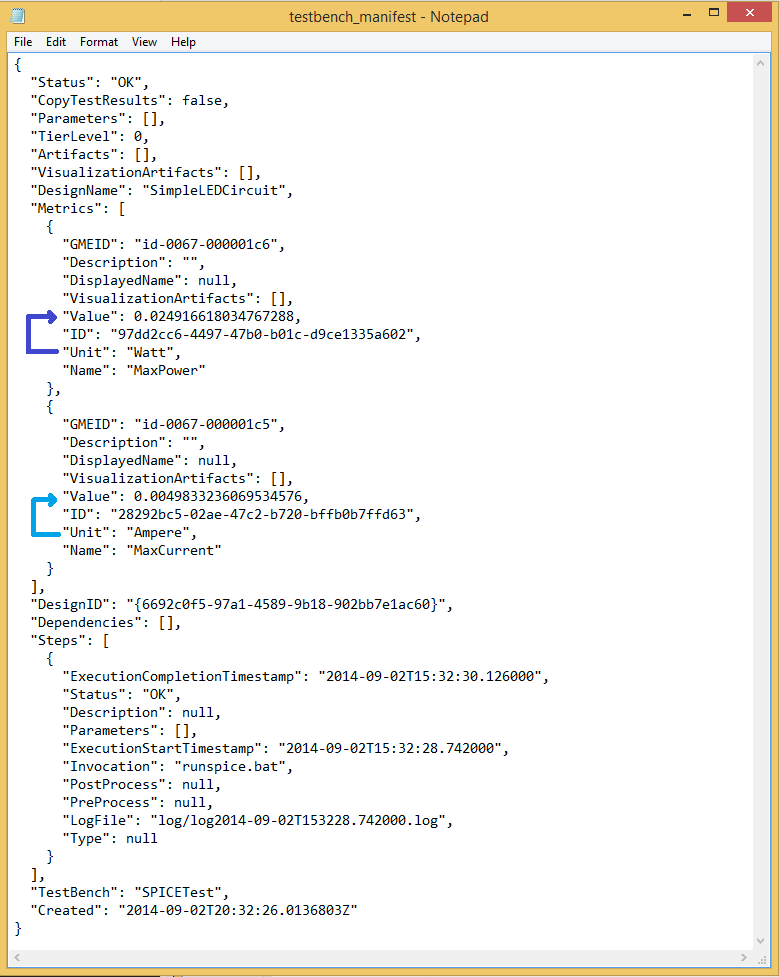 testbench_manifest - Notepad
File Edit Format View Help
{
  "Status": "OK",
  "CopyTestResults": false,
  "Parameters": [],
  "TierLevel": 0,
  "Artifacts": [],
  "VisualizationArtifacts": [],
  "DesignName": "SimpleLEDCircuit",
  "Metrics": [
    {
      "GMEID": "id-0067-000001c6",
      "Description": "",
      "DisplayedName": null,
      "VisualizationArtifacts": [],
      "Value": 0.024916618034767288,
      "ID": "97dd2cc6-4497-47b0-b01c-d9ce1335a602",
      "Unit": "Watt",
      "Name": "MaxPower"
    },
    {
      "GMEID": "id-0067-000001c5",
      "Description": "",
      "DisplayedName": null,
      "VisualizationArtifacts": [],
      "Value": 0.0049833236069534576,
      "ID": "28292bc5-02ae-47c2-b720-bffb0b7ffd63",
      "Unit": "Ampere",
      "Name": "MaxCurrent"
    }
  ],
  "DesignID": "{6692c0f5-97a1-4589-9b18-902bb7e1ac60}",
  "Dependencies": [],
  "Steps": [
    {
      "ExecutionCompletionTimestamp": "2014-09-02T15:32:30.126000",
      "Status": "OK",
      "Description": null,
      "Parameters": [],
      "ExecutionStartTimestamp": "2014-09-02T15:32:28.742000",
      "Invocation": "runspice.bat",
      "PostProcess": null,
      "PreProcess": null,
      "LogFile": "log/log2014-09-02T153228.742000.log",
      "Type": null
    }
  ],
  "TestBench": "SPICETest",
  "Created": "2014-09-02T20:32:26.0136803Z"
}